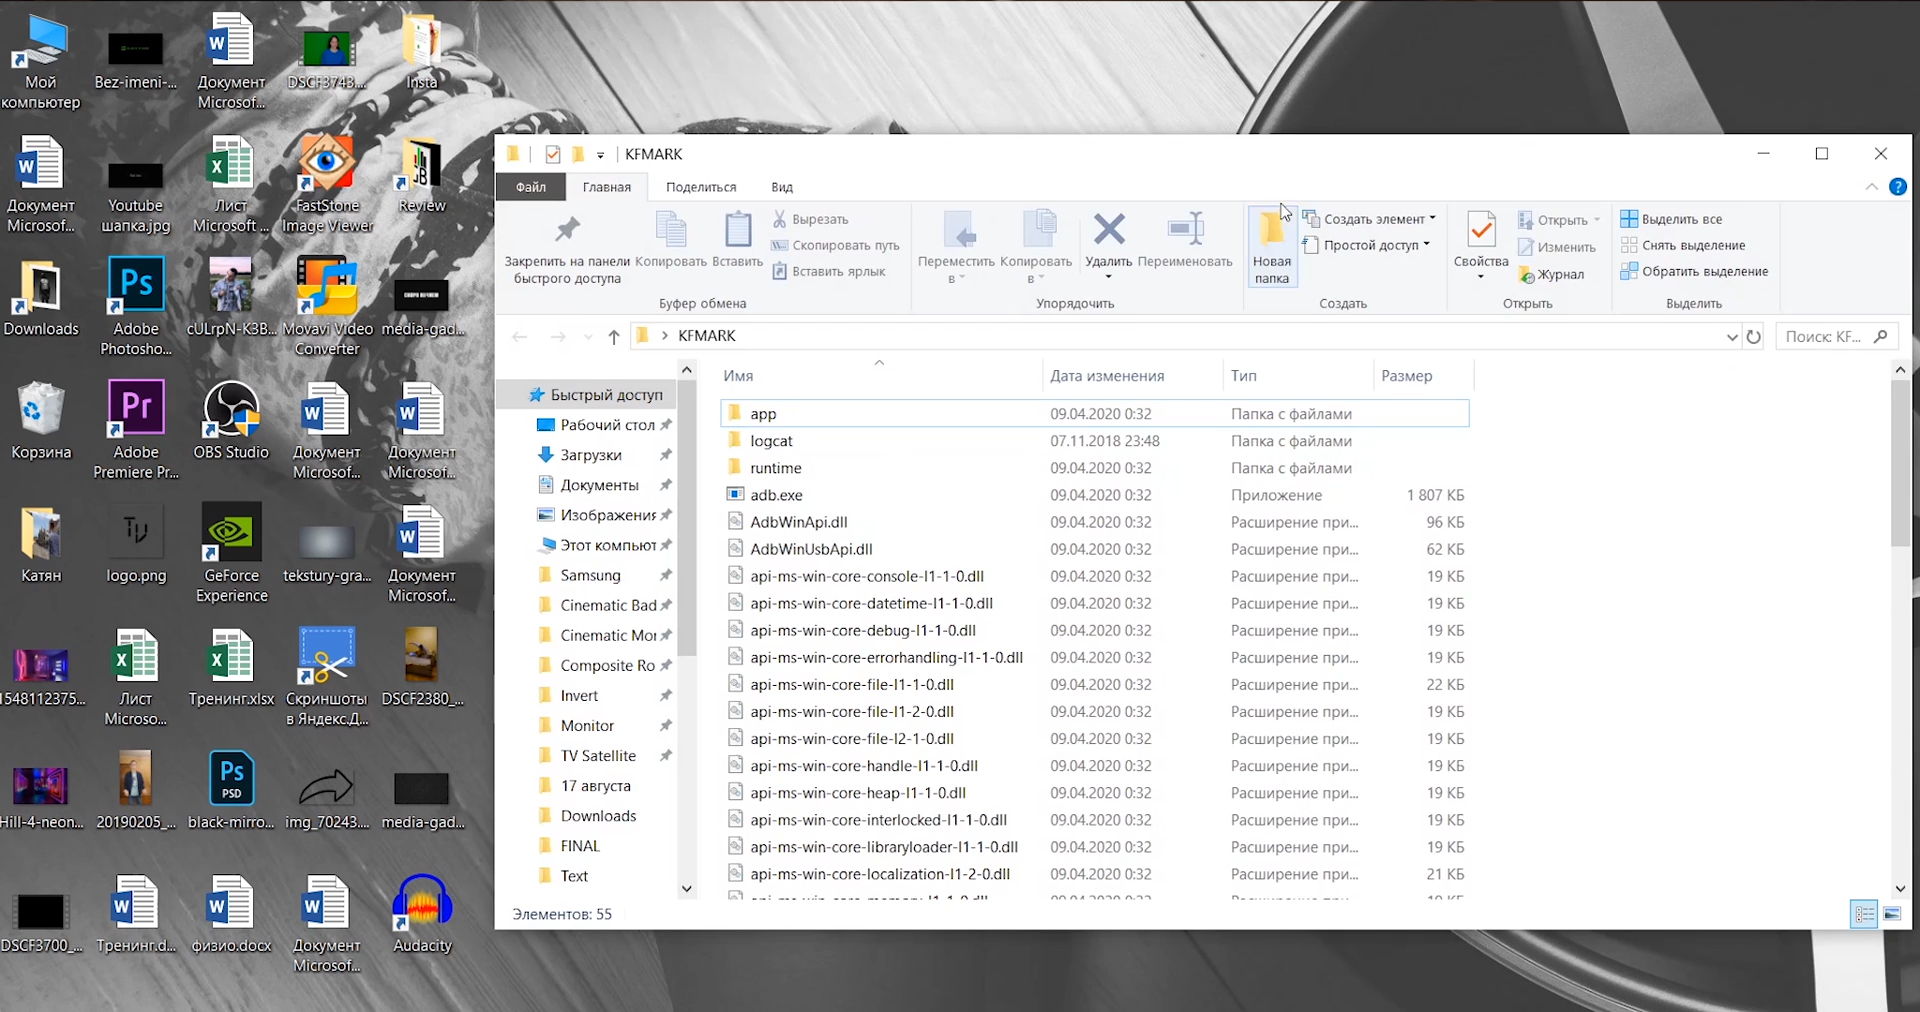 Мой
компьютер
Bez-imeni-...
Документ
Microsof...
DSCF3743...
Insta
Документ
Microsof...
Youtube
шапка.jpg
Лист
Microsoft ...
FastStone
Image Viewer
Review
Downloads
Adobe
Photosho...
cULrpN-K3B...
Movavi Video
Converter
media-gad...
Корзина
Adobe
Premiere Pr...
OBS Studio
Документ
Microsof...
Документ
Microsof...
Катян
logo.png
GeForce
Experience
tekstury-gra...
Документ
Microsof...
1548112375...
Лист
Microso...
Тренинг.xlsx
Скриншоты
в Яндекс.Д...
DSCF2380_...
Hill-4-neon...
20190205_...
black-mirro...
img_70243....
media-gad...
DSCF3700_...
Тренинг.d...
физио.docx
Документ
Microsof...
Audacity
KFMARK
Файл Главная Поделиться Вид
Закрепить на панели
быстрого доступа
Копировать
Вставить
Вырезать
Скопировать путь
Вставить ярлык
Буфер обмена
Переместить
в
Копировать
в
Удалить
Переименовать
Упорядочить
Новая
папка
Создать элемент
Простой доступ
Создать
Свойства
Открыть
Изменить
Журнал
Открыть
Выделить все
Снять выделение
Обратить выделение
Выделить
KFMARK
Поиск: KF...
Быстрый доступ
Рабочий стол
Загрузки
Документы
Изображения
Этот компьют
Samsung
Cinematic Bad
Cinematic Mor
Composite Ro
Invert
Monitor
TV Satellite
17 августа
Downloads
FINAL
Text
Имя Дата изменения Тип Размер
app 09.04.2020 0:32 Папка с файлами
logcat 07.11.2018 23:48 Папка с файлами
runtime 09.04.2020 0:32 Папка с файлами
adb.exe 09.04.2020 0:32 Приложение 1 807 КБ
AdbWinApi.dll 09.04.2020 0:32 Расширение при... 96 КБ
AdbWinUsbApi.dll 09.04.2020 0:32 Расширение при... 62 КБ
api-ms-win-core-console-l1-1-0.dll 09.04.2020 0:32 Расширение при... 19 КБ
api-ms-win-core-datetime-l1-1-0.dll 09.04.2020 0:32 Расширение при... 19 КБ
api-ms-win-core-debug-l1-1-0.dll 09.04.2020 0:32 Расширение при... 19 КБ
api-ms-win-core-errorhandling-l1-1-0.dll 09.04.2020 0:32 Расширение при... 19 КБ
api-ms-win-core-file-l1-1-0.dll 09.04.2020 0:32 Расширение при... 22 КБ
api-ms-win-core-file-l1-2-0.dll 09.04.2020 0:32 Расширение при... 19 КБ
api-ms-win-core-file-l2-1-0.dll 09.04.2020 0:32 Расширение при... 19 КБ
api-ms-win-core-handle-l1-1-0.dll 09.04.2020 0:32 Расширение при... 19 КБ
api-ms-win-core-heap-l1-1-0.dll 09.04.2020 0:32 Расширение при... 19 КБ
api-ms-win-core-interlocked-l1-1-0.dll 09.04.2020 0:32 Расширение при... 19 КБ
api-ms-win-core-libraryloader-l1-1-0.dll 09.04.2020 0:32 Расширение при... 19 КБ
api-ms-win-core-localization-l1-2-0.dll 09.04.2020 0:32 Расширение при... 21 КБ
Элементов: 55